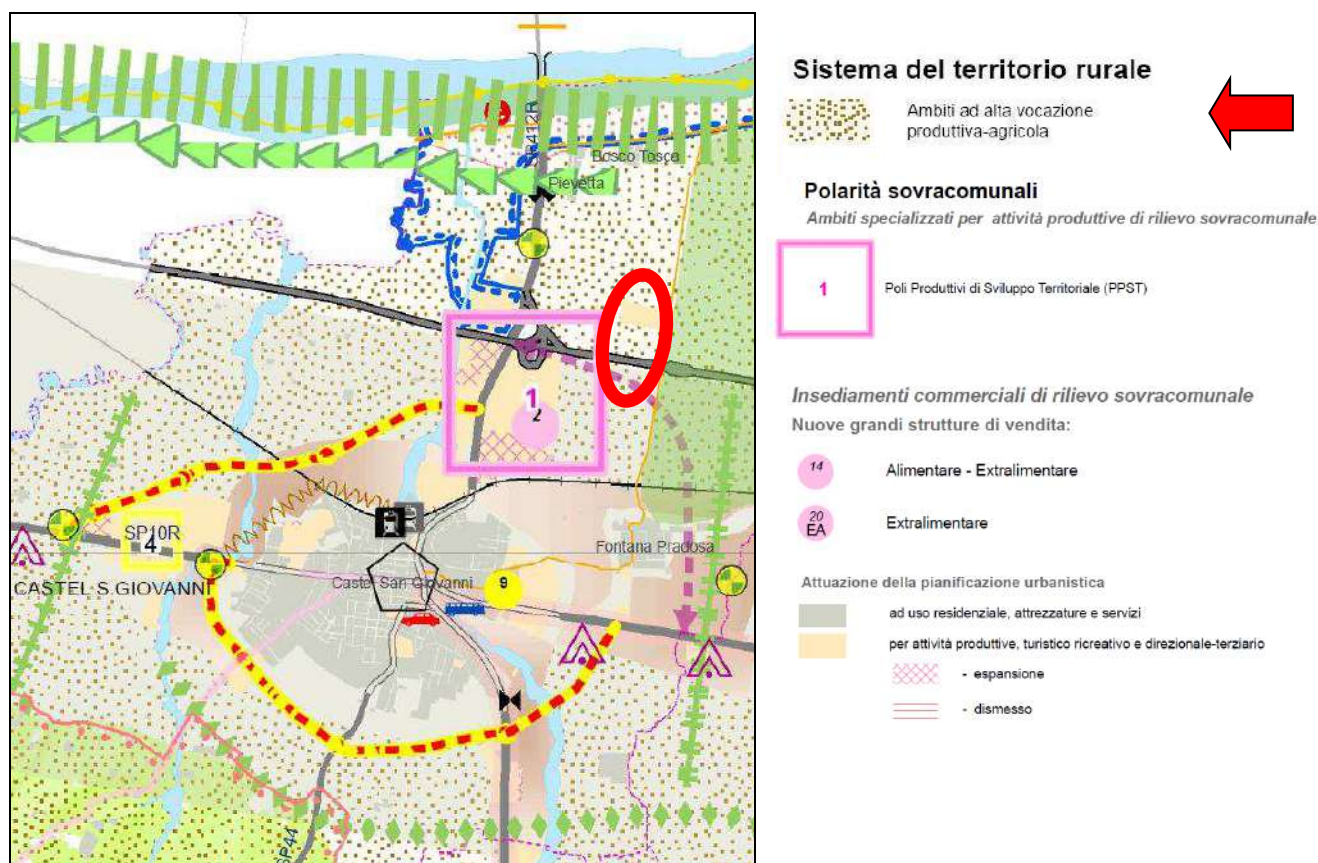 SP412R
Bosco Tosca
Pievetta
1
2
SP10R
4
CASTEL S.GIOVANNI
Fontana Pradosa
Castel San Giovanni
9
SP44
Sistema del territorio rurale
Ambiti ad alta vocazione
produttiva-agricola
Polarità sovracomunali
Ambiti specializzati per attività produttive di rilievo sovracomunale
1
Poli Produttivi di Sviluppo Territoriale (PPST)
Insediamenti commerciali di rilievo sovracomunale
Nuove grandi strutture di vendita:
14
Alimentare - Extralimentare
20
EA
Extralimentare
Attuazione della pianificazione urbanistica
ad uso residenziale, attrezzature e servizi
per attività produttive, turistico ricreativo e direzionale-terziario
- espansione
- dismesso